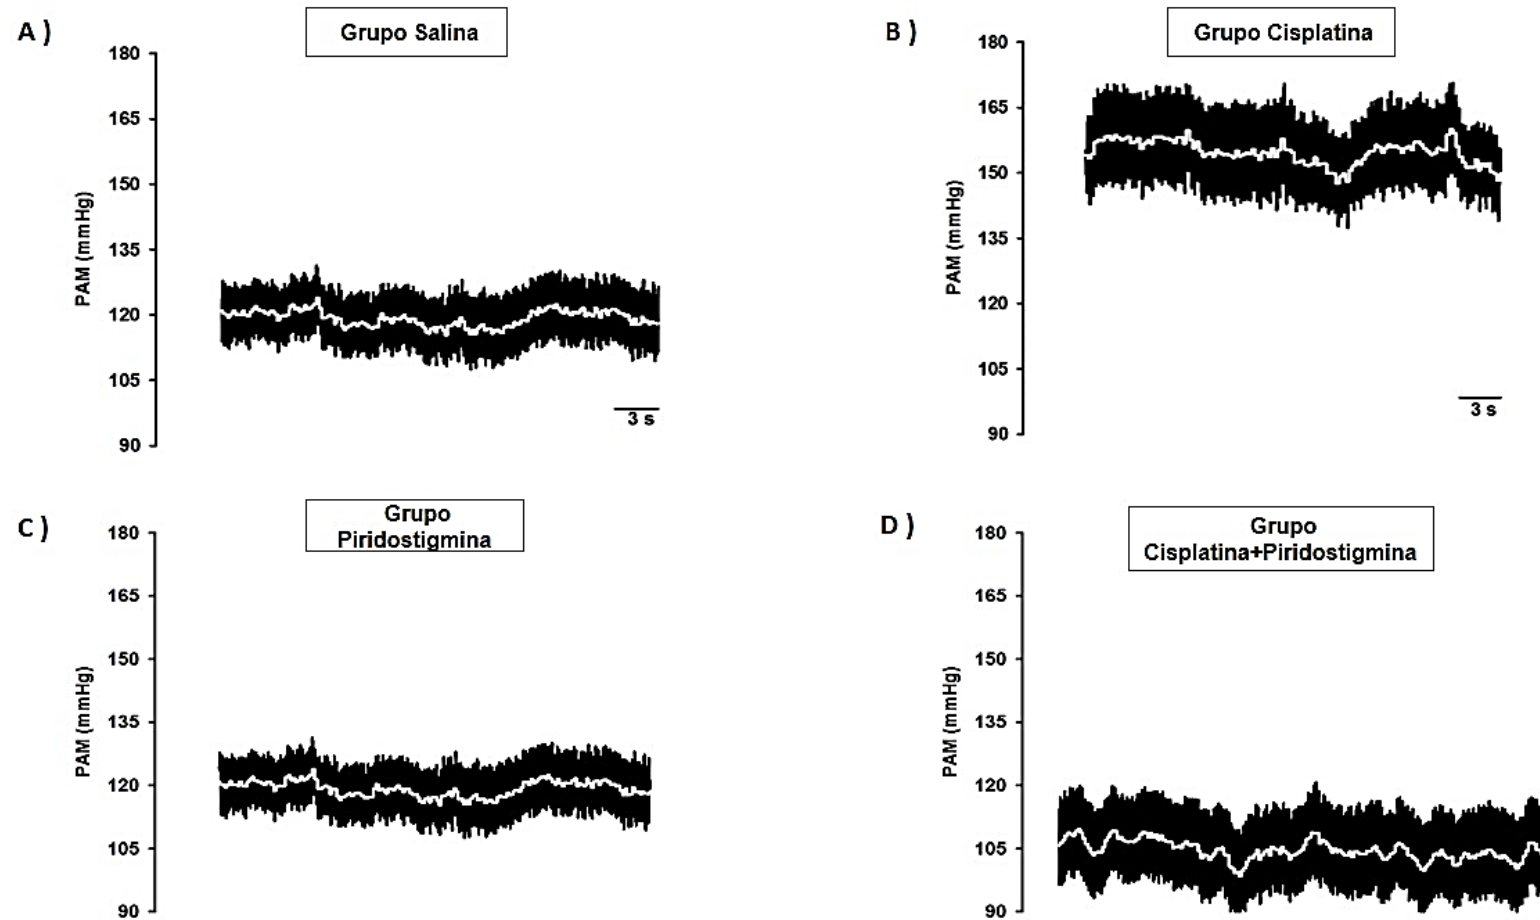 A )
Grupo Salina
180
165
150
135
120
105
90
PAM (mmHg)
3 s
B )
Grupo Cisplatina
180
165
150
135
120
105
90
PAM (mmHg)
3 s
C )
Grupo
Piridostigmina
180
165
150
135
120
105
90
PAM (mmHg)
D )
Grupo
Cisplatina+Piridostigmina
180
165
150
135
120
105
90
PAM (mmHg)